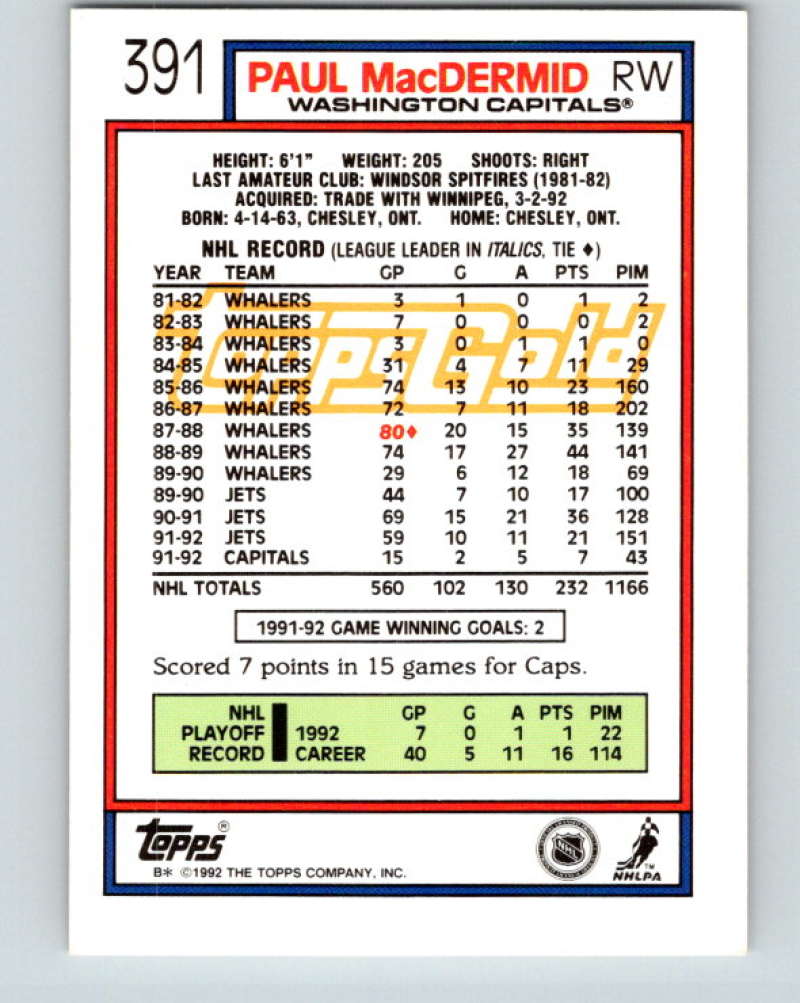 391 PAUL MacDERMID RW
WASHINGTON CAPITALS®
HEIGHT: 6'1" WEIGHT: 205 SHOOTS: RIGHT
LAST AMATEUR CLUB: WINDSOR SPITFIRES (1981-82)
ACQUIRED: TRADE WITH WINNIPEG, 3-2-92
BORN: 4-14-63, CHESLEY, ONT. HOME: CHESLEY, ONT.
NHL RECORD (LEAGUE LEADER IN ITALICS, TIE ♦)
YEAR TEAM GP G A PTS PIM
81-82 WHALERS 3 1 0 1 2
82-83 WHALERS 7 0 0 0 2
83-84 WHALERS 3 0 1 1 0
84-85 WHALERS 31 4 7 11 29
85-86 WHALERS 74 13 10 23 160
86-87 WHALERS 72 7 11 18 202
87-88 WHALERS 80♦ 20 15 35 139
88-89 WHALERS 74 17 27 44 141
89-90 WHALERS 29 6 12 18 69
89-90 JETS 44 7 10 17 100
90-91 JETS 69 15 21 36 128
91-92 JETS 59 10 11 21 151
91-92 CAPITALS 15 2 5 7 43
NHL TOTALS 560 102 130 232 1166
Topps Gold
1991-92 GAME WINNING GOALS: 2
Scored 7 points in 15 games for Caps.
NHL GP G A PTS PIM
PLAYOFF 1992 7 0 1 1 22
RECORD CAREER 40 5 11 16 114
TOPPS®
B* ©1992 THE TOPPS COMPANY, INC.
NHL
TM
NHLPA